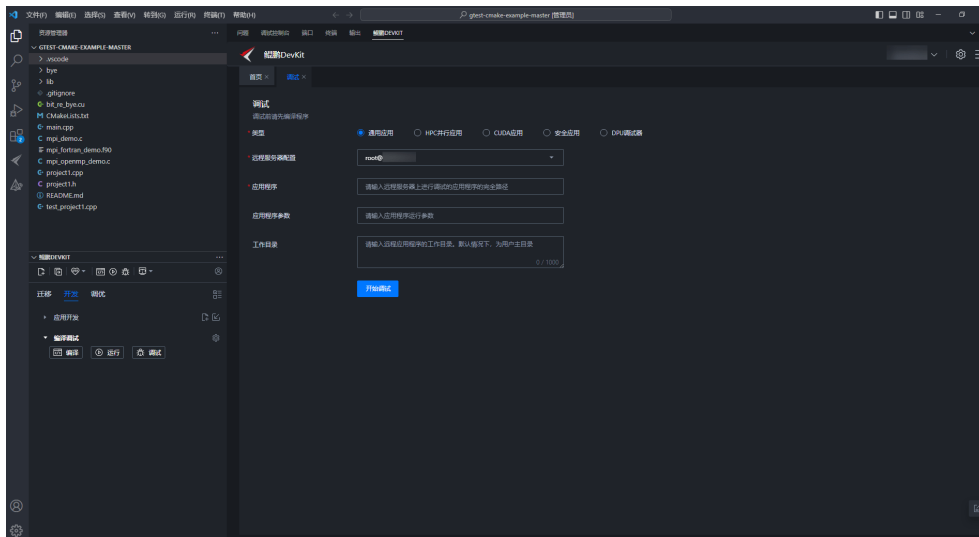 文件(F) 编辑(E) 选择(S) 查看(V) 转到(G) 运行(R) 终端(T) 帮助(H)
gtest-cmake-example-master [管理员]
资源管理器
GTEST-CMAKE-EXAMPLE-MASTER
.vscode
bye
lib
.gitignore
bit_re_bye.cu
CMakeLists.txt
main.cpp
mpi_demo.c
mpi_fortran_demo.f90
mpi_openmp_demo.c
project1.cpp
project1.h
README.md
test_project1.cpp
鲲鹏DEVKIT
迁移 开发 调优
应用开发
编译调试
编译 运行 调试
问题 调试控制台 端口 终端 输出 鲲鹏DEVKIT
鲲鹏DevKit
首页 × 调试 ×
调试
调试前请先编译程序
* 类型 通用应用 HPC并行应用 CUDA应用 安全应用 DPU调试器
* 远程服务器配置 root@
* 应用程序 请输入远程服务器上进行调试的应用程序的完全路径
应用程序参数 请输入应用程序运行参数
工作目录 请输入远程应用程序的工作目录。默认情况下，为用户主目录
0 / 1000
开始调试